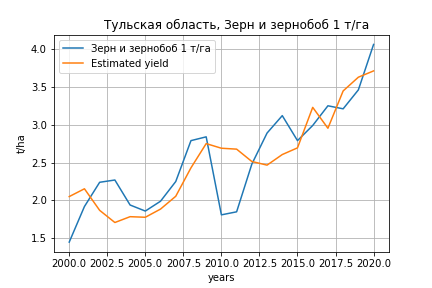 Тульская область, Зерн и зернобоб 1 т/га
Зерн и зернобоб 1 т/га
Estimated yield
4.0
3.5
3.0
2.5
2.0
1.5
t/ha
2000.0 2002.5 2005.0 2007.5 2010.0 2012.5 2015.0 2017.5 2020.0
years